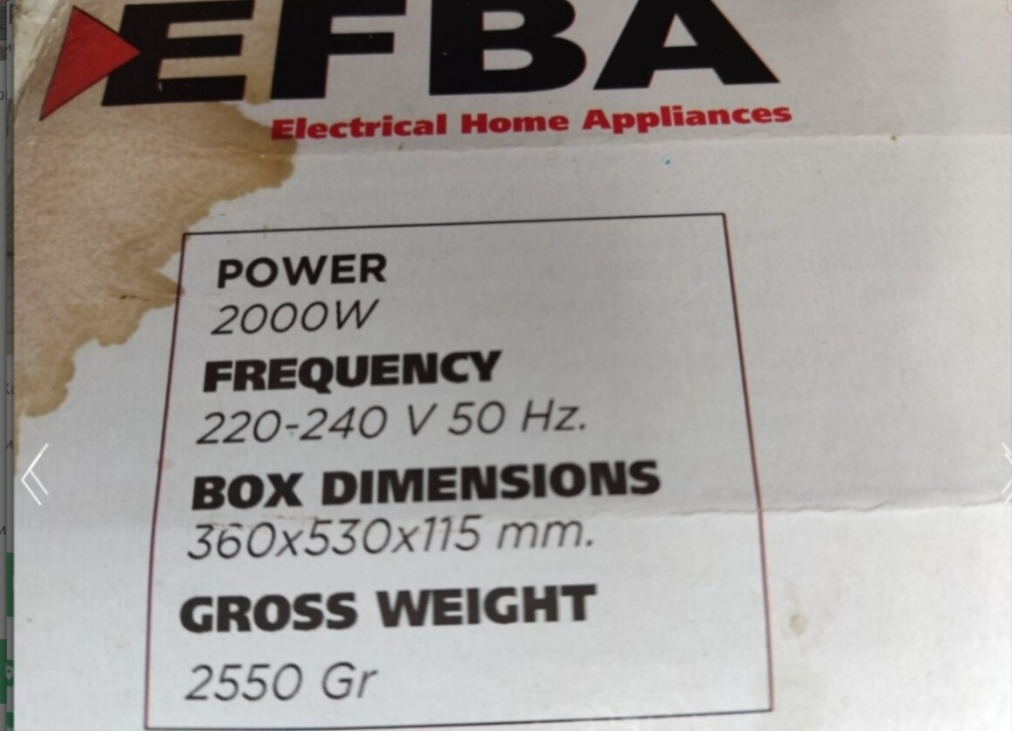 EFBA
Electrical Home Appliances
POWER
2000W
FREQUENCY
220-240 V 50 Hz.
BOX DIMENSIONS
360x530x115 mm.
GROSS WEIGHT
2550 Gr